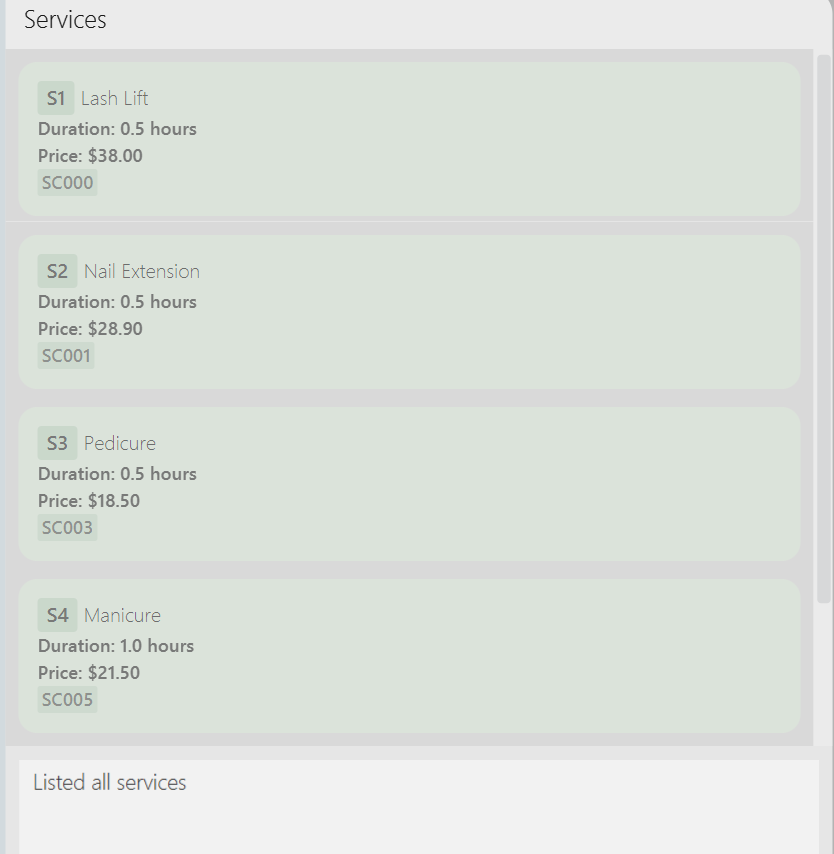 Services
S1 Lash Lift
Duration: 0.5 hours
Price: $38.00
SC000
S2 Nail Extension
Duration: 0.5 hours
Price: $28.90
SC001
S3 Pedicure
Duration: 0.5 hours
Price: $18.50
SC003
S4 Manicure
Duration: 1.0 hours
Price: $21.50
SC005
Listed all services